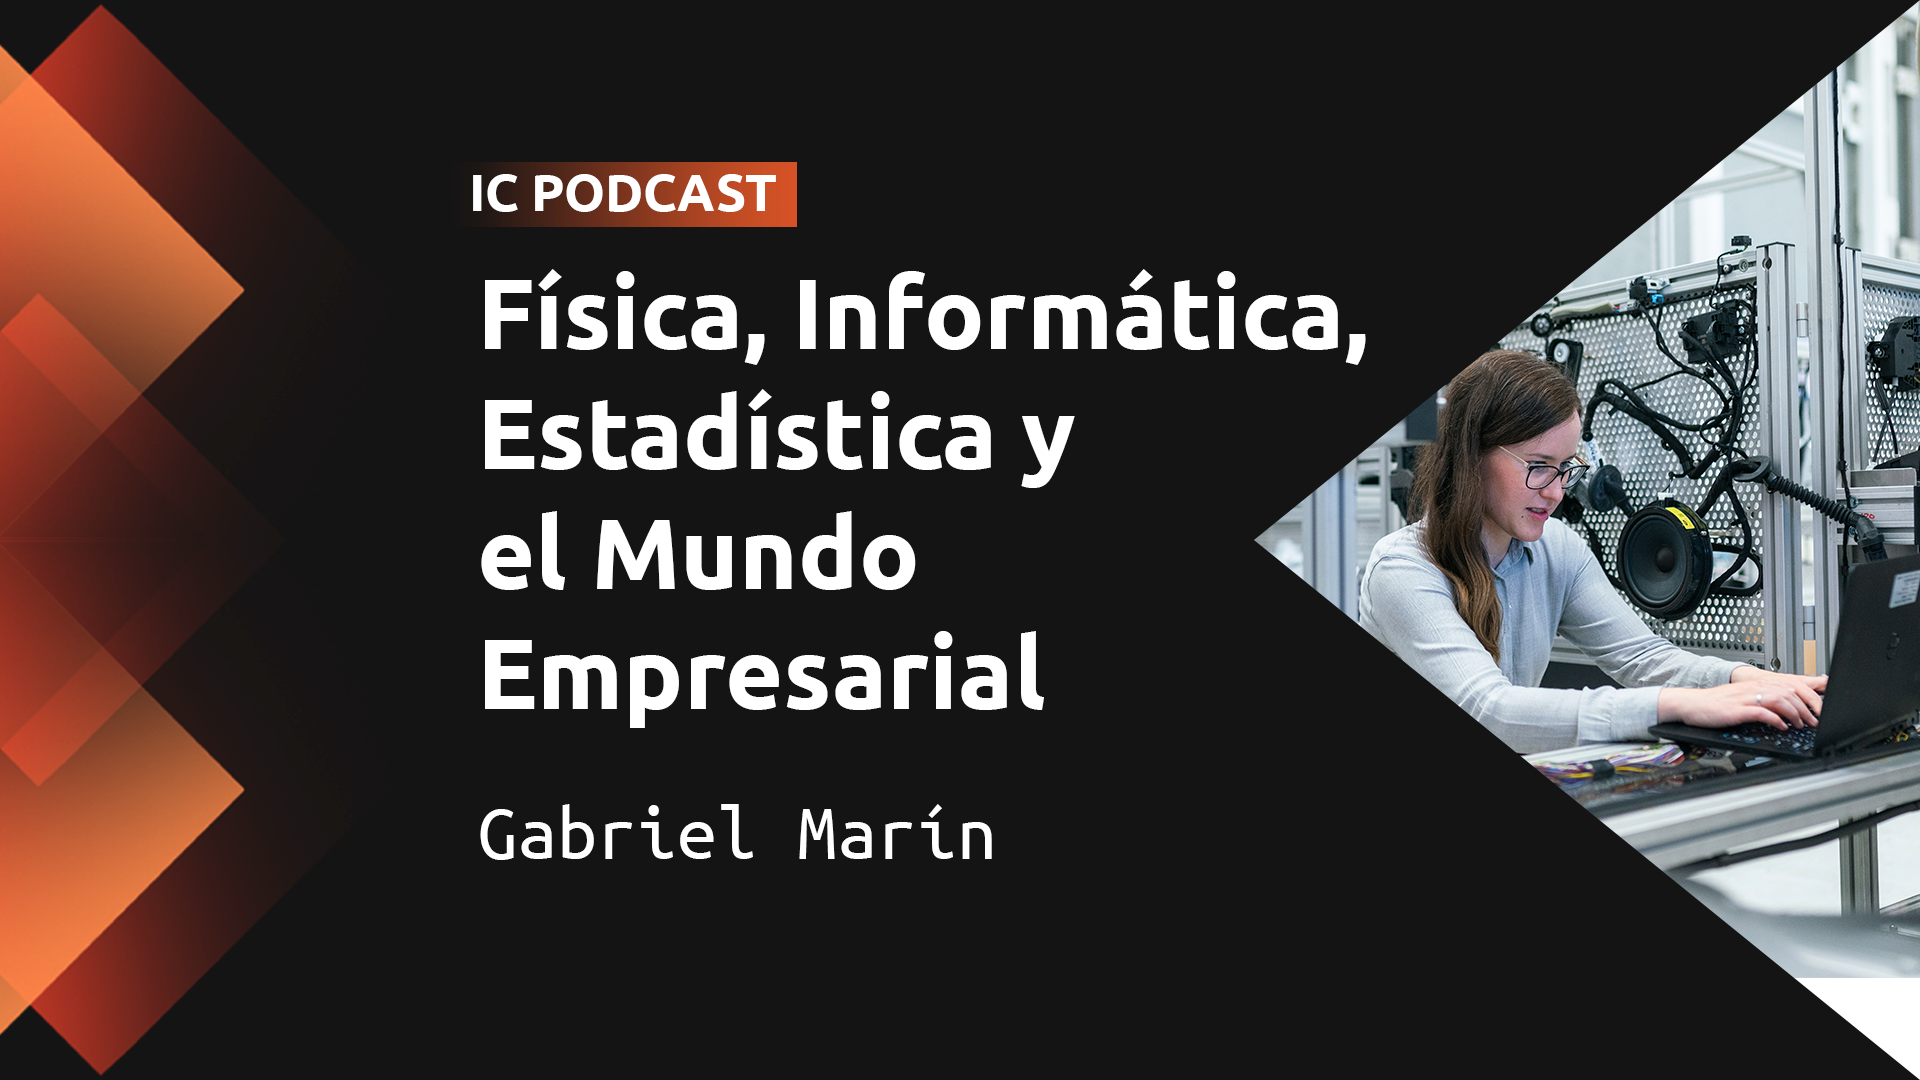 IC PODCAST
Física, Informática,
Estadística y
el Mundo
Empresarial
Gabriel Marín